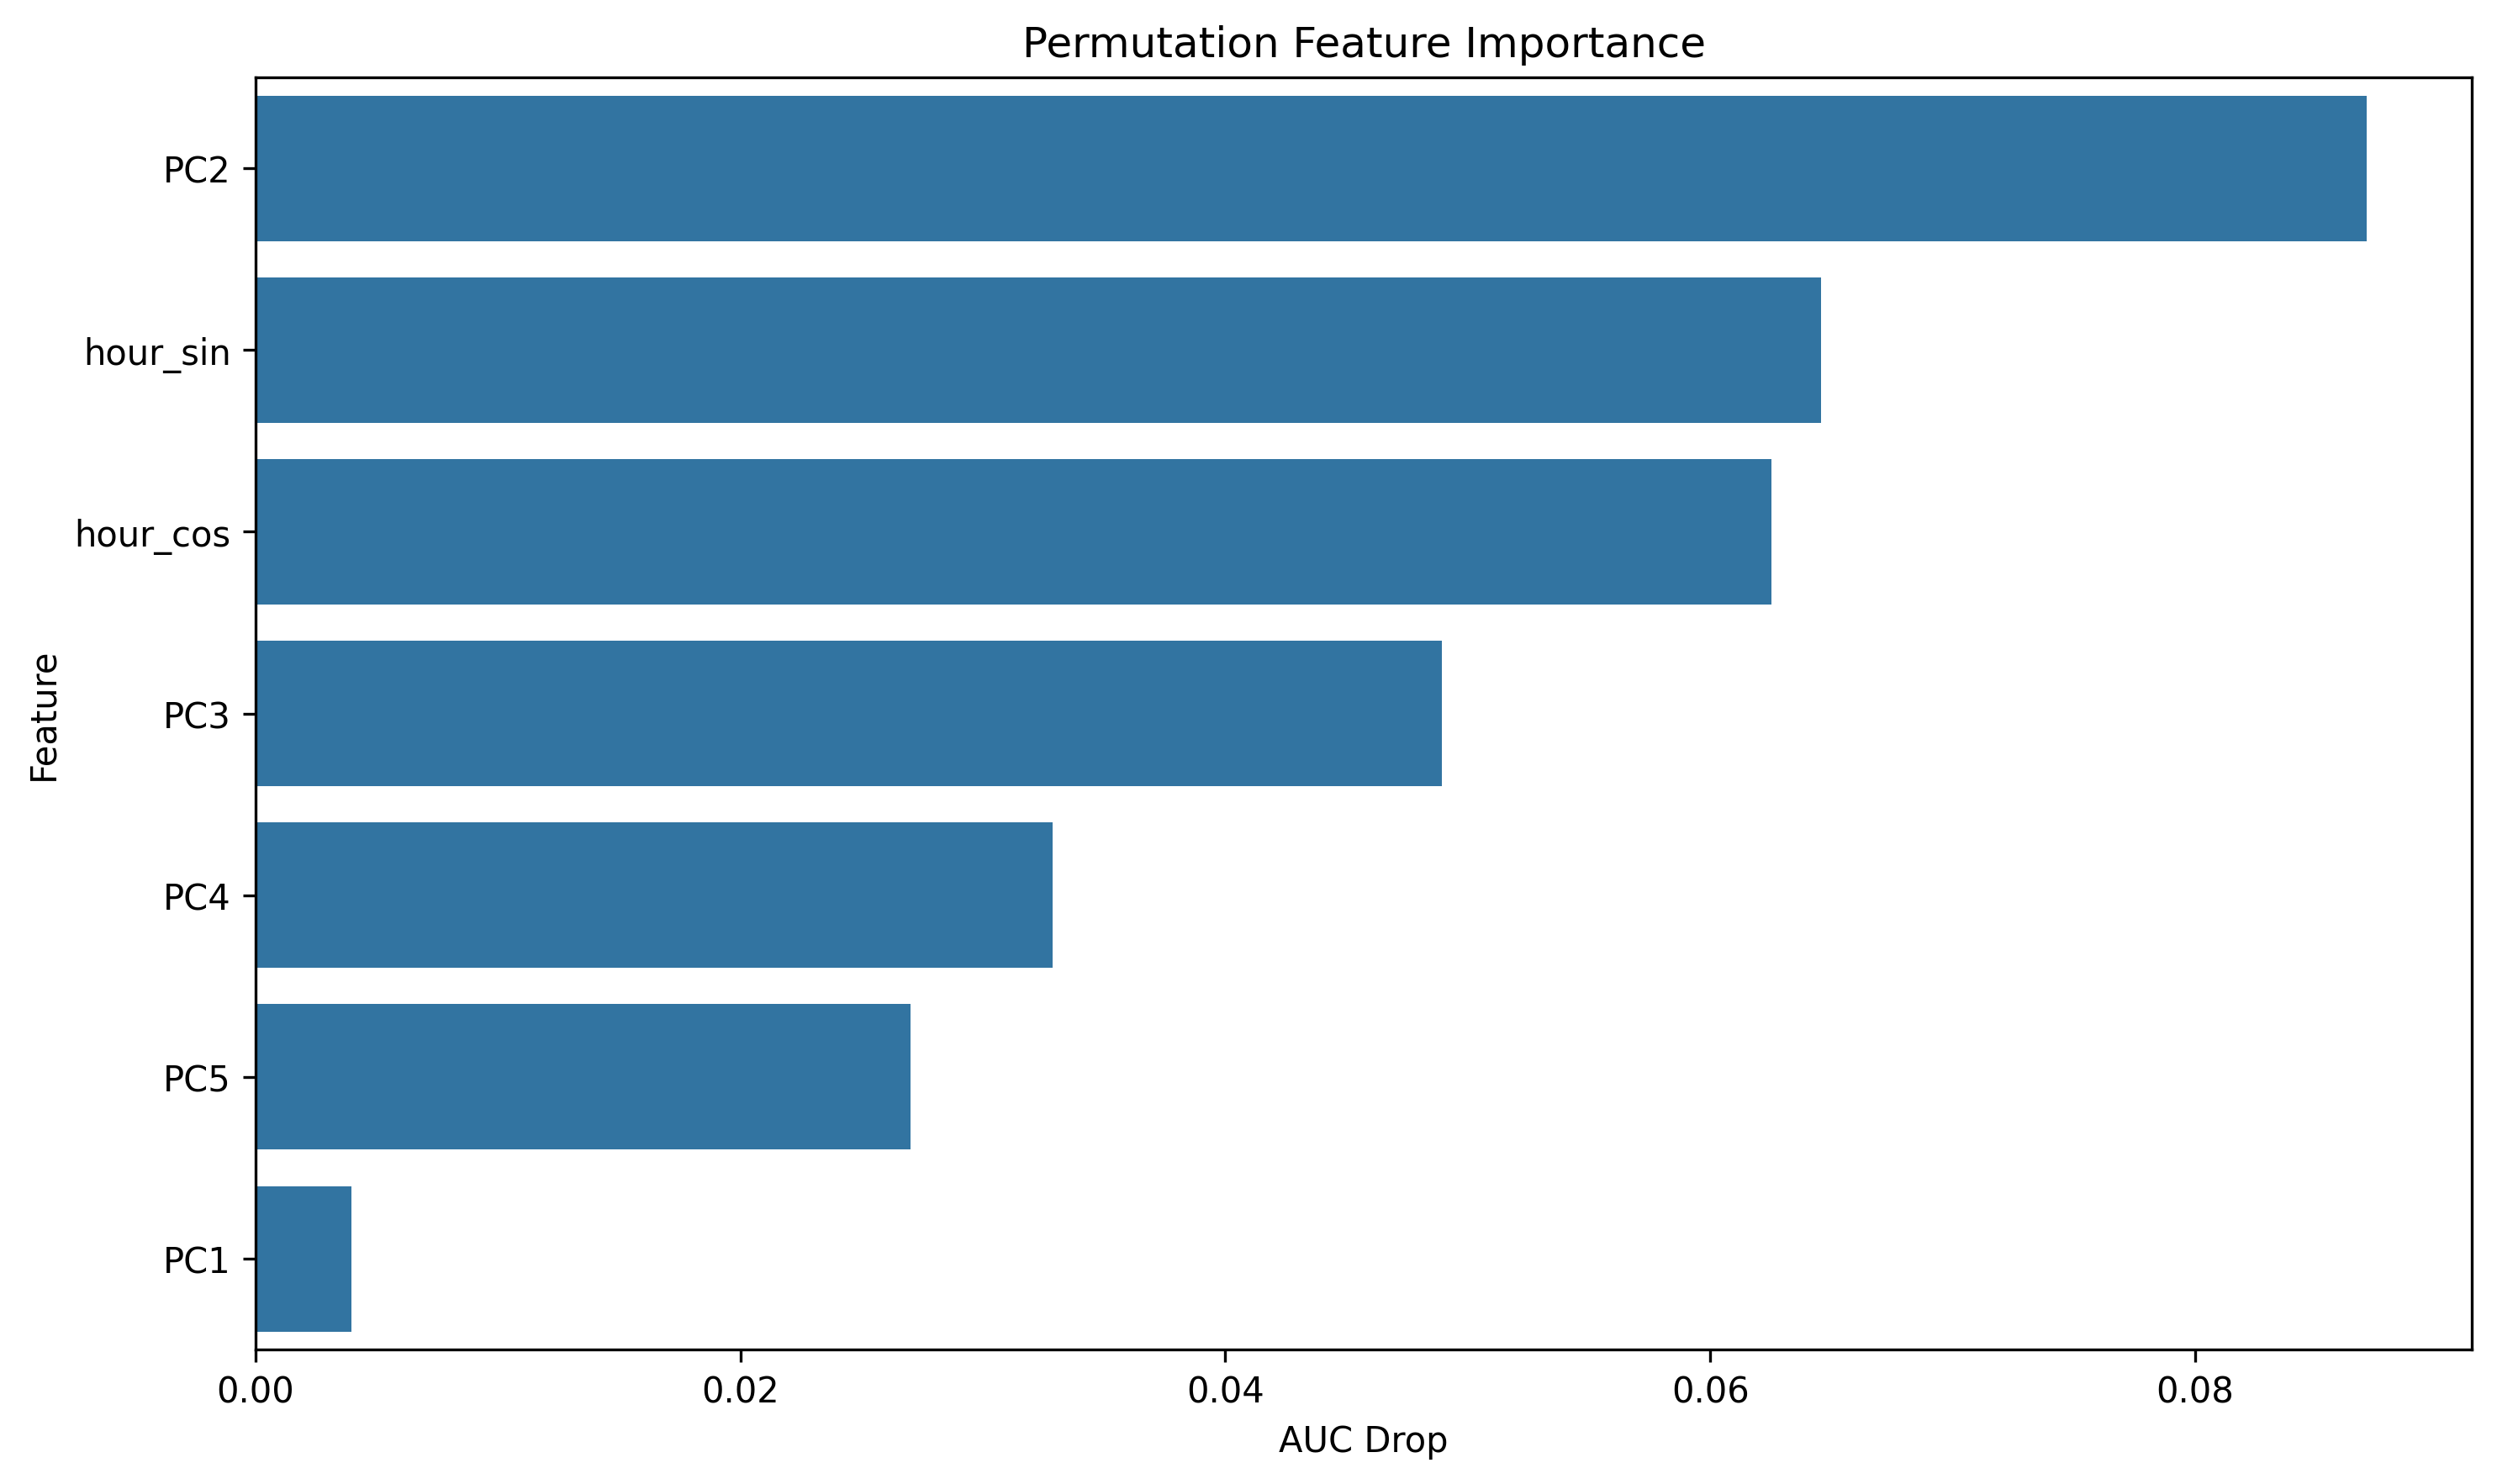 Permutation Feature Importance
PC2
hour_sin
hour_cos
PC3
PC4
PC5
PC1
Feature
0.00 0.02 0.04 0.06 0.08
AUC Drop